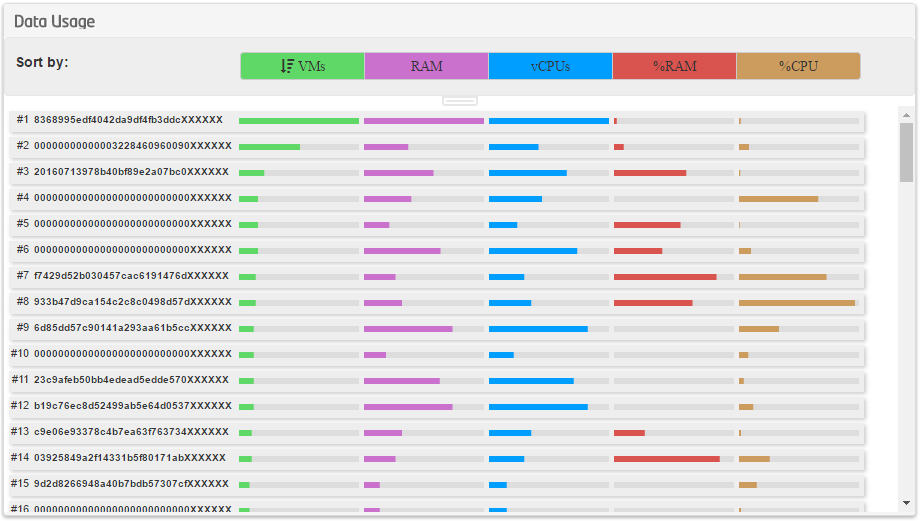 Data Usage
Sort by: VMs RAM vCPUs %RAM %CPU
#1 8368995edf4042da9df4fb3ddcXXXXXX
#2 00000000000003228460960090XXXXXX
#3 20160713978b40bf89e2a07bc0XXXXXX
#4 00000000000000000000000000XXXXXX
#5 00000000000000000000000000XXXXXX
#6 00000000000000000000000000XXXXXX
#7 f7429d52b030457cac6191476dXXXXXX
#8 933b47d9ca154c2c8c0498d57dXXXXXX
#9 6d85dd57c90141a293aa61b5ccXXXXXX
#10 00000000000000000000000000XXXXXX
#11 23c9afeb50bb4edead5edde570XXXXXX
#12 b19c76ec8d52499ab5e64d0537XXXXXX
#13 c9e06e93378c4b7ea63f763734XXXXXX
#14 03925849a2f14331b5f80171abXXXXXX
#15 9d2d8266948a40b7bdb57307cfXXXXXX
#16 00000000000000000000000000XXXXXX